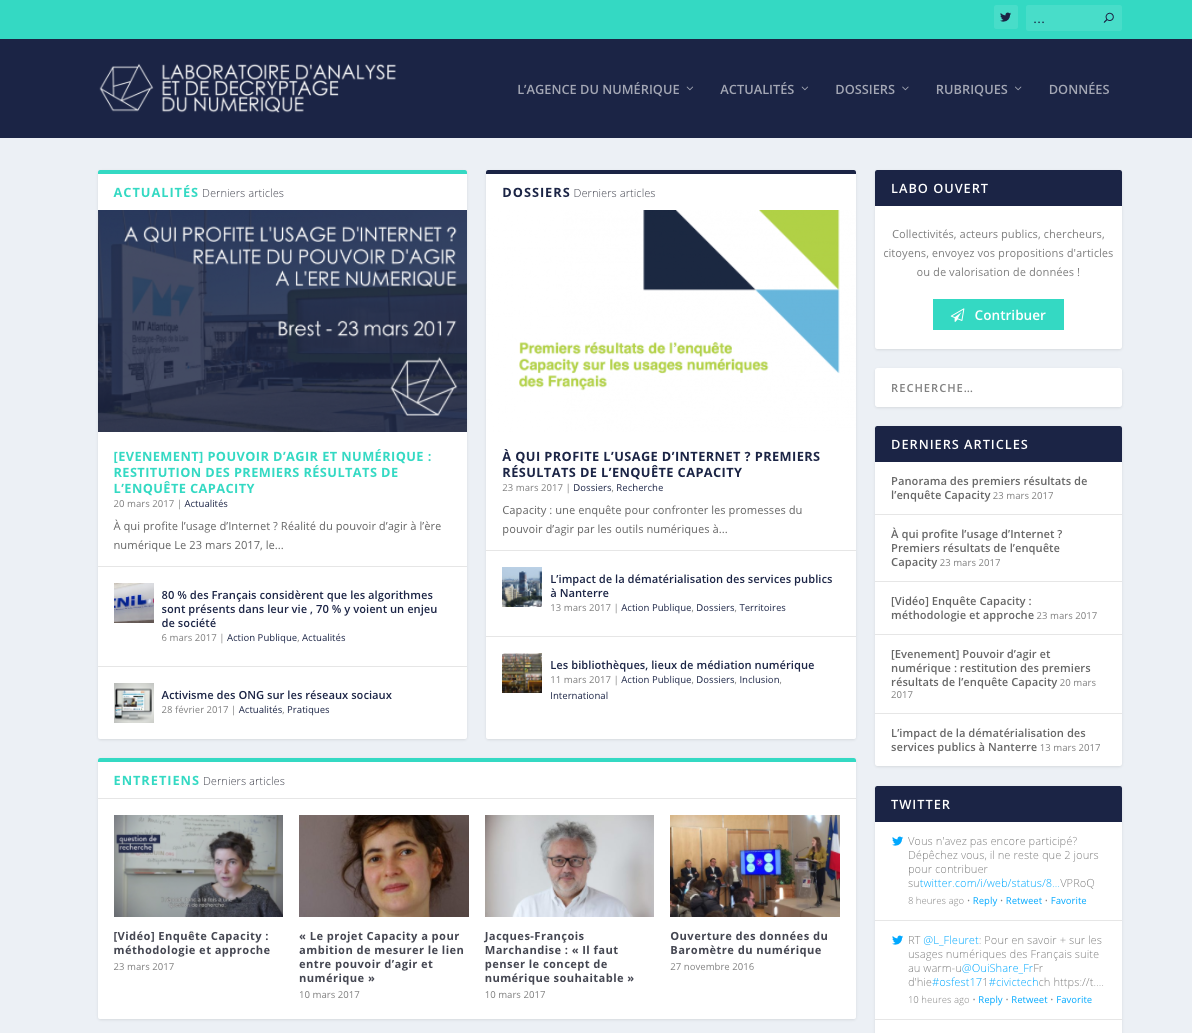 ...
LABORATOIRE D'ANALYSE
ET DE DECRYPTAGE
DU NUMERIQUE
L'AGENCE DU NUMÉRIQUE
ACTUALITÉS
DOSSIERS
RUBRIQUES
DONNÉES
ACTUALITÉS Derniers articles
A QUI PROFITE L'USAGE D'INTERNET ?
REALITE DU POUVOIR D'AGIR
A L'ERE NUMERIQUE
Brest - 23 mars 2017
IMT Atlantique
[EVENEMENT] POUVOIR D'AGIR ET NUMÉRIQUE :
RESTITUTION DES PREMIERS RÉSULTATS DE
L'ENQUÊTE CAPACITY
20 mars 2017 | Actualités
À qui profite l'usage d'Internet ? Réalité du pouvoir d'agir à l'ère
numérique Le 23 mars 2017, le...
CNIL
80 % des Français considèrent que les algorithmes
sont présents dans leur vie , 70 % y voient un enjeu
de société
6 mars 2017 | Action Publique, Actualités
Activisme des ONG sur les réseaux sociaux
28 février 2017 | Actualités, Pratiques
DOSSIERS Derniers articles
Premiers résultats de l'enquête
Capacity sur les usages numériques
des Français
À QUI PROFITE L'USAGE D'INTERNET ? PREMIERS
RÉSULTATS DE L'ENQUÊTE CAPACITY
23 mars 2017 | Dossiers, Recherche
Capacity : une enquête pour confronter les promesses du
pouvoir d'agir par les outils numériques à...
L'impact de la dématérialisation des services publics
à Nanterre
13 mars 2017 | Action Publique, Dossiers, Territoires
Les bibliothèques, lieux de médiation numérique
11 mars 2017 | Action Publique, Dossiers, Inclusion,
International
ENTRETIENS Derniers articles
question de
recherche
[Vidéo] Enquête Capacity :
méthodologie et approche
23 mars 2017
« Le projet Capacity a pour
ambition de mesurer le lien
entre pouvoir d'agir et
numérique »
10 mars 2017
Jacques-François
Marchandise : « Il faut
penser le concept de
numérique souhaitable »
10 mars 2017
Ouverture des données du
Baromètre du numérique
27 novembre 2016
LABO OUVERT
Collectivités, acteurs publics, chercheurs,
citoyens, envoyez vos propositions d'articles
ou de valorisation de données !
Contribuer
RECHERCHE...
DERNIERS ARTICLES
Panorama des premiers résultats de
l'enquête Capacity 23 mars 2017
À qui profite l'usage d'Internet ?
Premiers résultats de l'enquête
Capacity 23 mars 2017
[Vidéo] Enquête Capacity :
méthodologie et approche 23 mars 2017
[Evenement] Pouvoir d'agir et
numérique : restitution des premiers
résultats de l'enquête Capacity 20 mars
2017
L'impact de la dématérialisation des
services publics à Nanterre 13 mars 2017
TWITTER
Vous n'avez pas encore participé?
Dépêchez vous, il ne reste que 2 jours
pour contribuer
sutwitter.com/i/web/status/8...VPRoQ
8 heures ago · Reply · Retweet · Favorite
RT @L_Fleuret: Pour en savoir + sur les
usages numériques des Français suite
au warm-u@OuiShare_FrFr
d'hie#osfest171#civictechch https://t....
10 heures ago · Reply · Retweet · Favorite